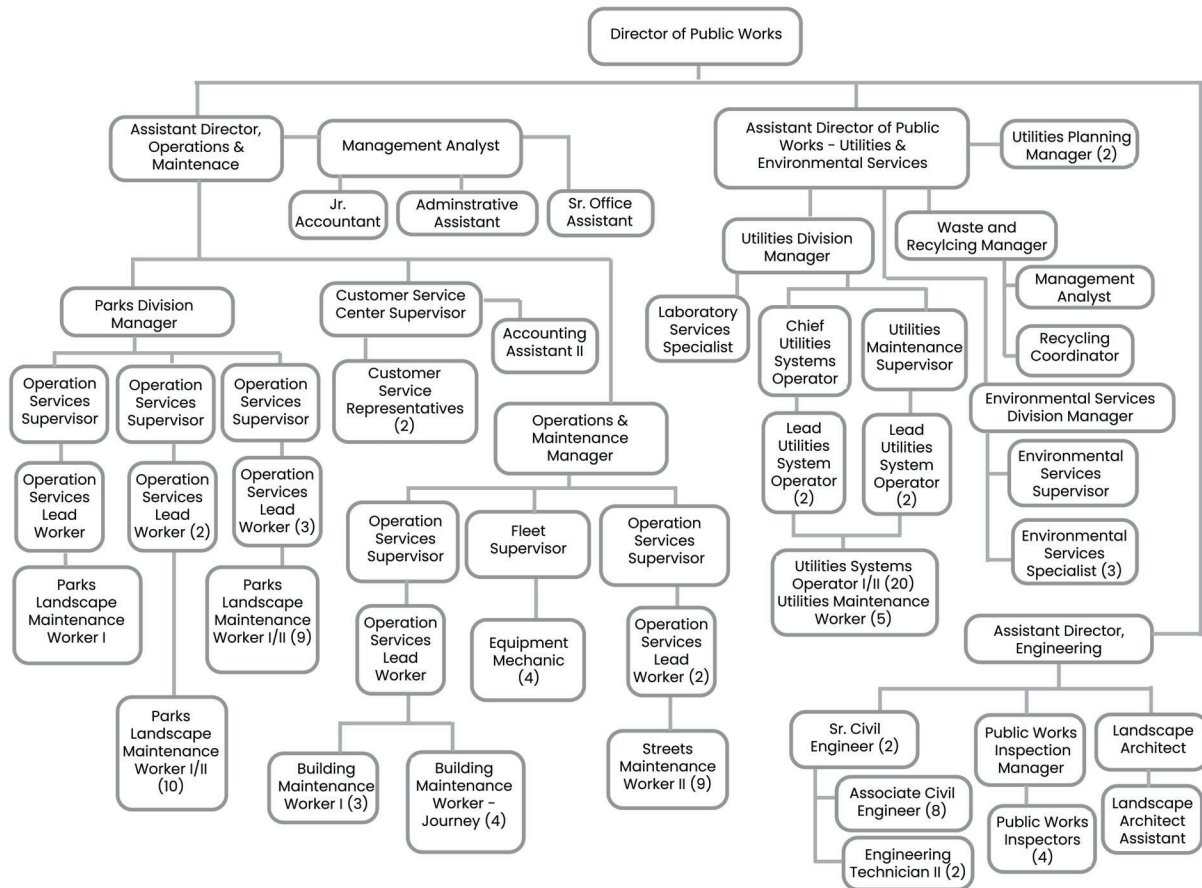 Director of Public Works
Assistant Director,
Operations &
Maintenace
Management Analyst
Jr.
Accountant
Adminstrative
Assistant
Sr. Office
Assistant
Assistant Director of Public
Works - Utilities &
Environmental Services
Utilities Planning
Manager (2)
Utilities Division
Manager
Waste and
Recylcing Manager
Management
Analyst
Recycling
Coordinator
Laboratory
Services
Specialist
Chief
Utilities
Systems
Operator
Utilities
Maintenance
Supervisor
Lead
Utilities
System
Operator
(2)
Lead
Utilities
System
Operator
(2)
Utilities Systems
Operator I/II (20)
Utilities Maintenance
Worker (5)
Environmental Services
Division Manager
Environmental
Services
Supervisor
Environmental
Services
Specialist (3)
Parks Division
Manager
Customer Service
Center Supervisor
Accounting
Assistant II
Customer
Service
Representatives
(2)
Operation
Services
Supervisor
Operation
Services
Supervisor
Operation
Services
Supervisor
Operation
Services
Lead
Worker
Operation
Services
Lead
Worker (2)
Operation
Services
Lead
Worker (3)
Parks
Landscape
Maintenance
Worker I
Parks
Landscape
Maintenance
Worker I/II
(10)
Parks
Landscape
Maintenance
Worker I/II (9)
Operations &
Maintenance
Manager
Operation
Services
Supervisor
Fleet
Supervisor
Operation
Services
Supervisor
Operation
Services
Lead
Worker
Equipment
Mechanic
(4)
Operation
Services
Lead
Worker (2)
Building
Maintenance
Worker I (3)
Building
Maintenance
Worker -
Journey (4)
Streets
Maintenance
Worker II (9)
Assistant Director,
Engineering
Sr. Civil
Engineer (2)
Public Works
Inspection
Manager
Landscape
Architect
Associate Civil
Engineer (8)
Engineering
Technician II (2)
Public Works
Inspectors
(4)
Landscape
Architect
Assistant